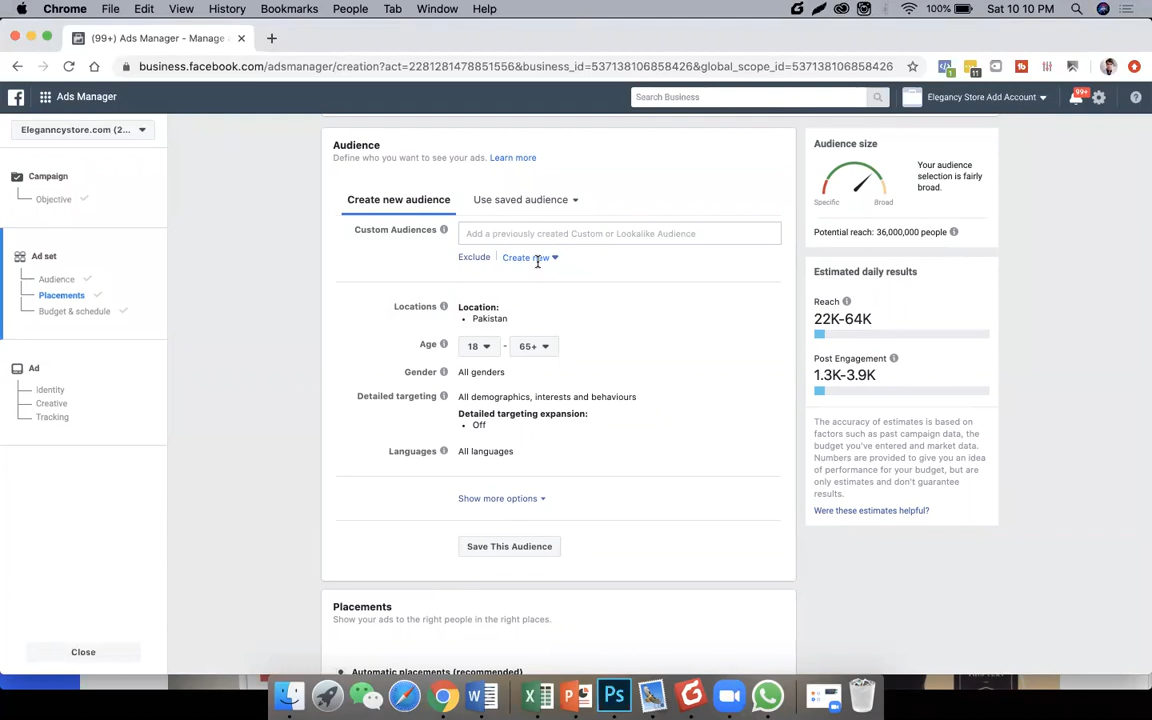 Chrome File Edit View History Bookmarks People Tab Window Help
100% Sat 10:10 PM
(99+) Ads Manager - Manage
business.facebook.com/adsmanager/creation?act=2281281478851556&business_id=537138106858426&global_scope_id=537138106858426
Ads Manager
Search Business
Elegancy Store Add Account
99+
Eleganncystore.com (2...
Campaign
Objective
Ad set
Audience
Placements
Budget & schedule
Ad
Identity
Creative
Tracking
Close
Audience
Define who you want to see your ads. Learn more
Create new audience
Use saved audience
Custom Audiences
Add a previously created Custom or Lookalike Audience
Exclude
Create new
Locations
Location:
• Pakistan
Age
18 - 65+
Gender
All genders
Detailed targeting
All demographics, interests and behaviours
Detailed targeting expansion:
• Off
Languages
All languages
Show more options
Save This Audience
Placements
Show your ads to the right people in the right places.
Automatic placements (recommended)
Audience size
Specific
Broad
Your audience
selection is fairly
broad.
Potential reach: 36,000,000 people
Estimated daily results
Reach
22K-64K
Post Engagement
1.3K-3.9K
The accuracy of estimates is based on
factors such as past campaign data, the
budget you've entered and market data.
Numbers are provided to give you an idea
of performance for your budget, but are
only estimates and don't guarantee
results.
Were these estimates helpful?
Ps